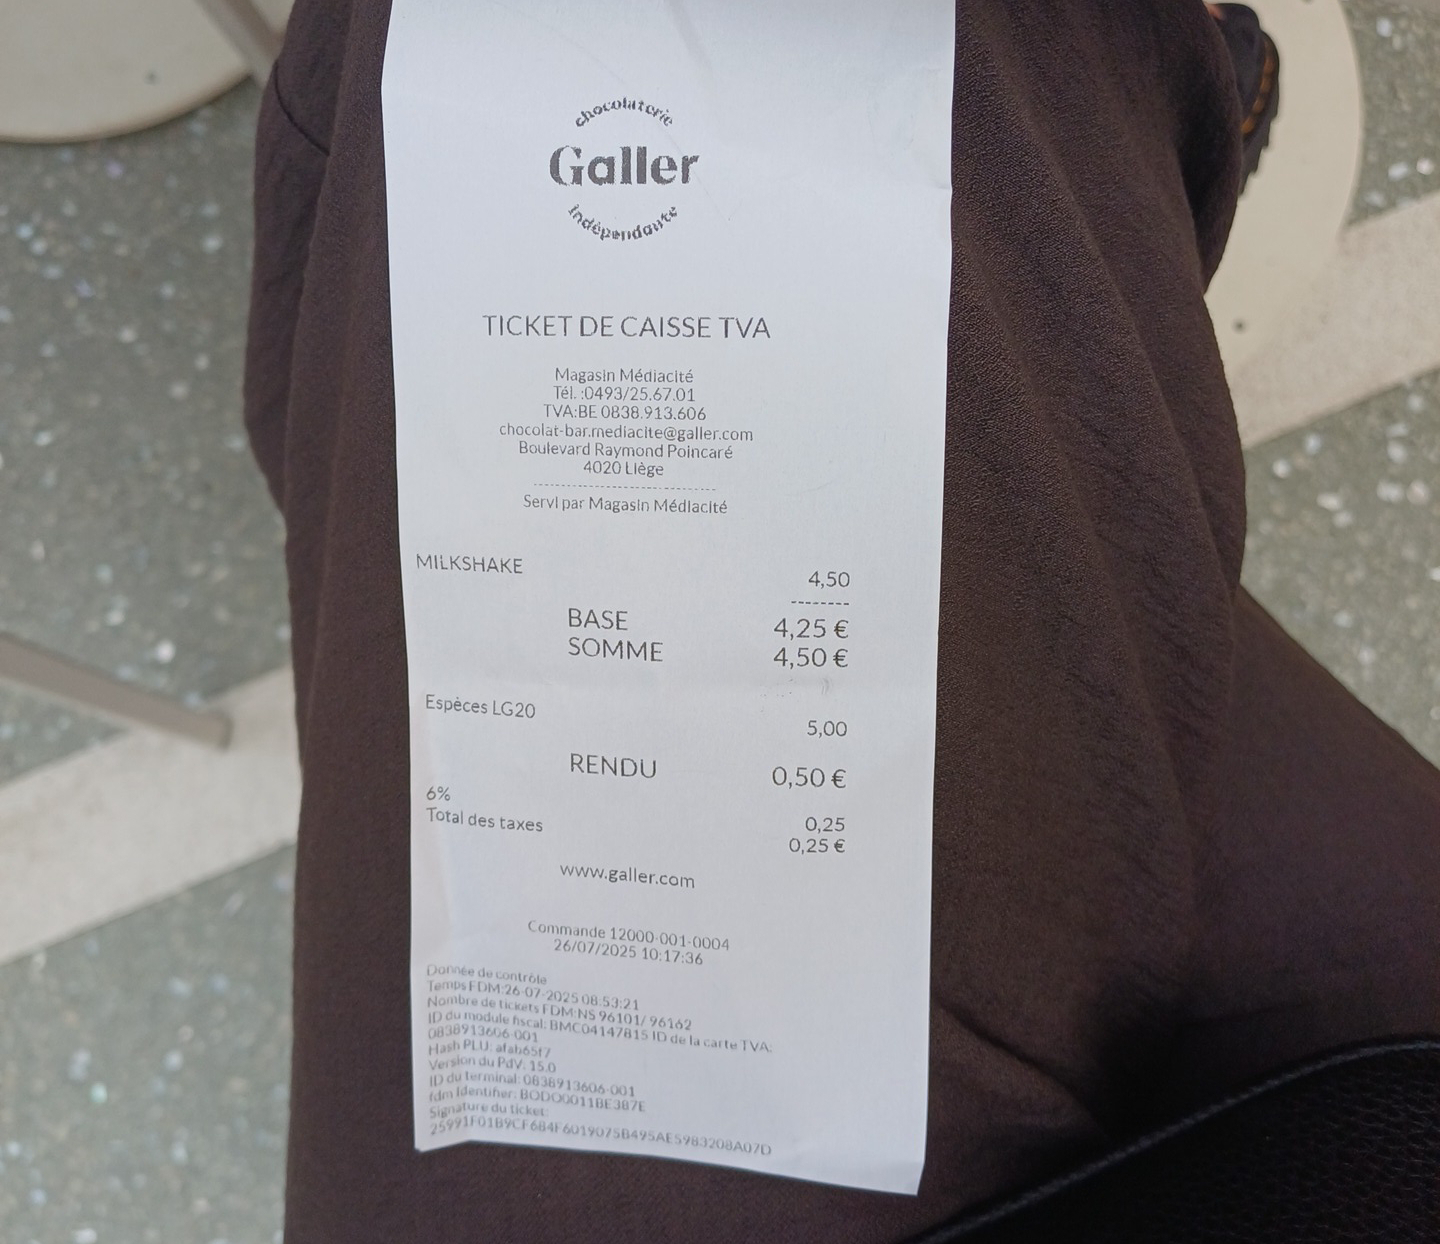 chocolaterie
Galler
indépendante
TICKET DE CAISSE TVA
Magasin Médiacité
Tél. :0493/25.67.01
TVA:BE 0838.913.606
chocolat-bar.mediacite@galler.com
Boulevard Raymond Poincaré
4020 Liège
--------------------------------
Servi par Magasin Médiacité
MILKSHAKE 4,50
--------
BASE 4,25 €
SOMME 4,50 €
Espèces LG20 5,00
RENDU 0,50 €
6% 0,25
Total des taxes 0,25 €
www.galler.com
Commande 12000-001-0004
26/07/2025 10:17:36
Donnée de contrôle
Temps FDM:26-07-2025 08:53:21
Nombre de tickets FDM:NS 96101/ 96162
ID du module fiscal: BMC04147815 ID de la carte TVA:
0838913606-001
Hash PLU: afab65f7
Version du PdV: 15.0
ID du terminal: 0838913606-001
fdm Identifier: BODO0011BE387E
Signature du ticket:
25991F01B9CF684F6019075B495AE5983208A07D